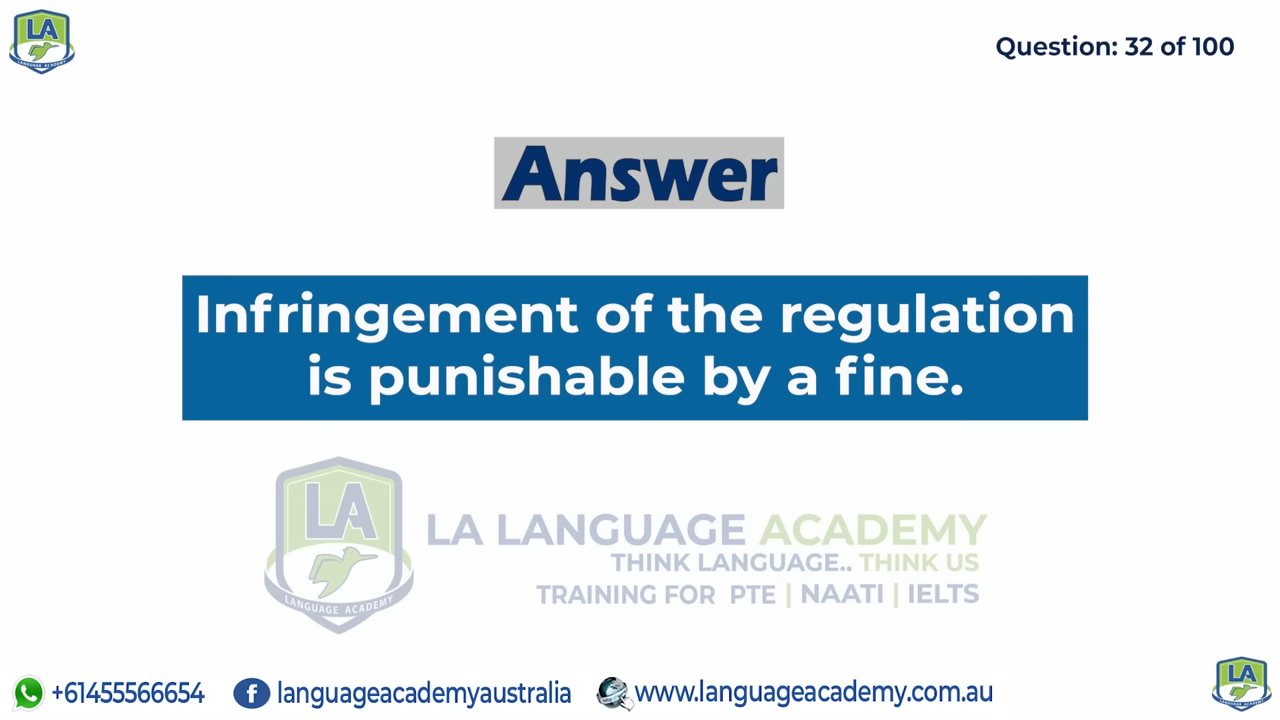 LA
LANGUAGE ACADEMY
Question: 32 of 100
Answer
Infringement of the regulation
is punishable by a fine.
LA
LANGUAGE ACADEMY
LA LANGUAGE ACADEMY
THINK LANGUAGE.. THINK US
TRAINING FOR PTE | NAATI | IELTS
+61455566654
languageacademyaustralia
www.languageacademy.com.au
LA
LANGUAGE ACADEMY